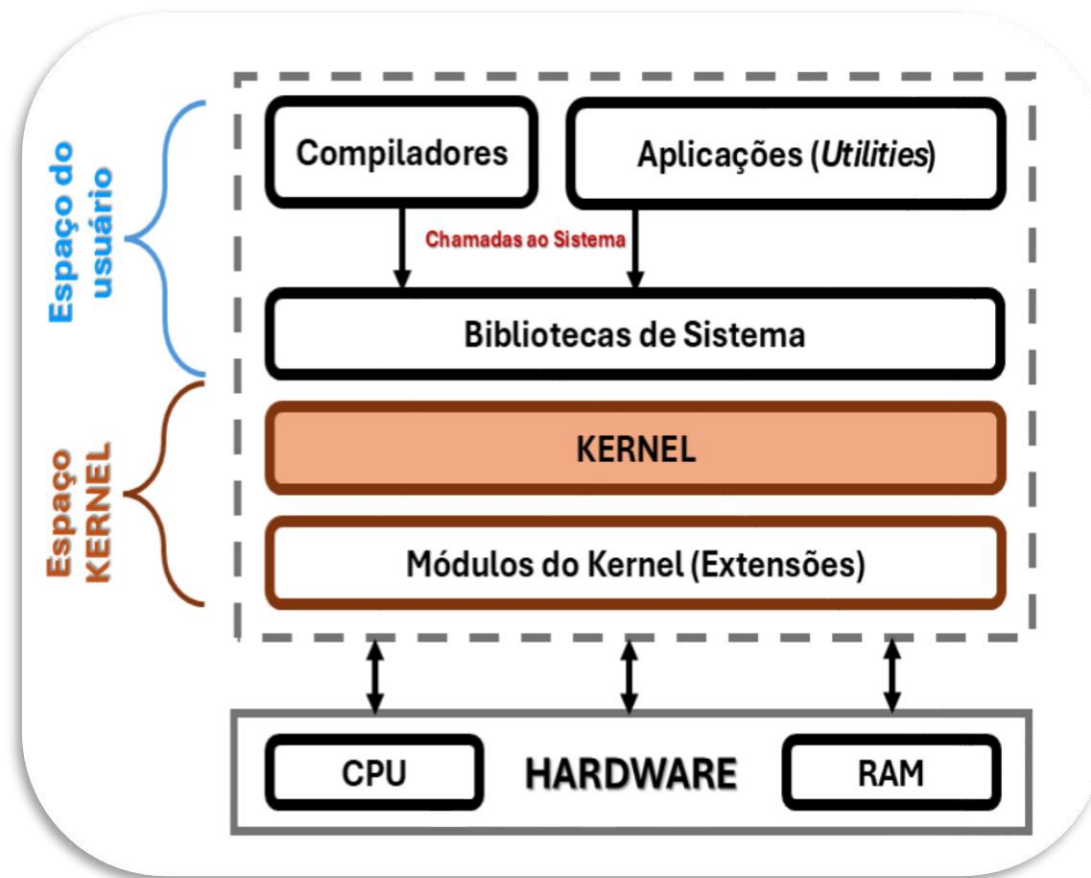 Espaço do
usuário
Compiladores
Aplicações (Utilities)
Chamadas ao Sistema
Bibliotecas de Sistema
Espaço
KERNEL
KERNEL
Módulos do Kernel (Extensões)
CPU
HARDWARE
RAM